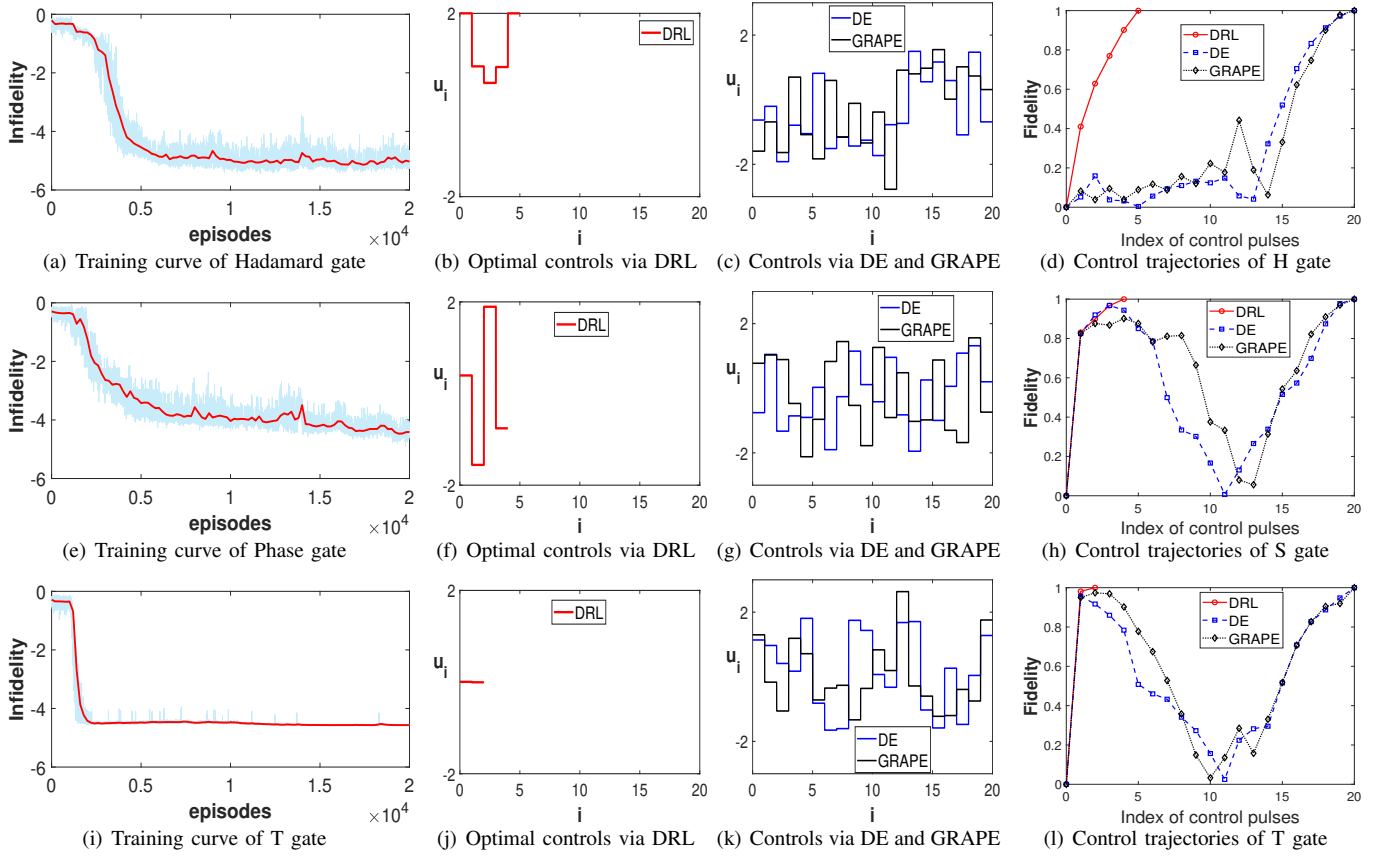 0
-2
-4
-6
Infidelity
0 0.5 1 1.5 2
episodes ×10^4
(a) Training curve of Hadamard gate
0 5 10 15 20
2
u_i
-2
DRL
i
(b) Optimal controls via DRL
2
u_i
-2
DE
GRAPE
0 5 10 15 20
i
(c) Controls via DE and GRAPE
1
0.8
0.6
0.4
0.2
0
Fidelity
DRL
DE
GRAPE
0 5 10 15 20
Index of control pulses
(d) Control trajectories of H gate
0
-2
-4
-6
Infidelity
0 0.5 1 1.5 2
episodes ×10^4
(e) Training curve of Phase gate
0 5 10 15 20
2
u_i
-2
DRL
i
(f) Optimal controls via DRL
2
u_i
-2
DE
GRAPE
0 5 10 15 20
i
(g) Controls via DE and GRAPE
1
0.8
0.6
0.4
0.2
0
Fidelity
DRL
DE
GRAPE
0 5 10 15 20
Index of control pulses
(h) Control trajectories of S gate
0
-2
-4
-6
Infidelity
0 0.5 1 1.5 2
episodes ×10^4
(i) Training curve of T gate
0 5 10 15 20
2
u_i
-2
DRL
i
(j) Optimal controls via DRL
2
u_i
-2
DE
GRAPE
0 5 10 15 20
i
(k) Controls via DE and GRAPE
1
0.8
0.6
0.4
0.2
0
Fidelity
DRL
DE
GRAPE
0 5 10 15 20
Index of control pulses
(l) Control trajectories of T gate